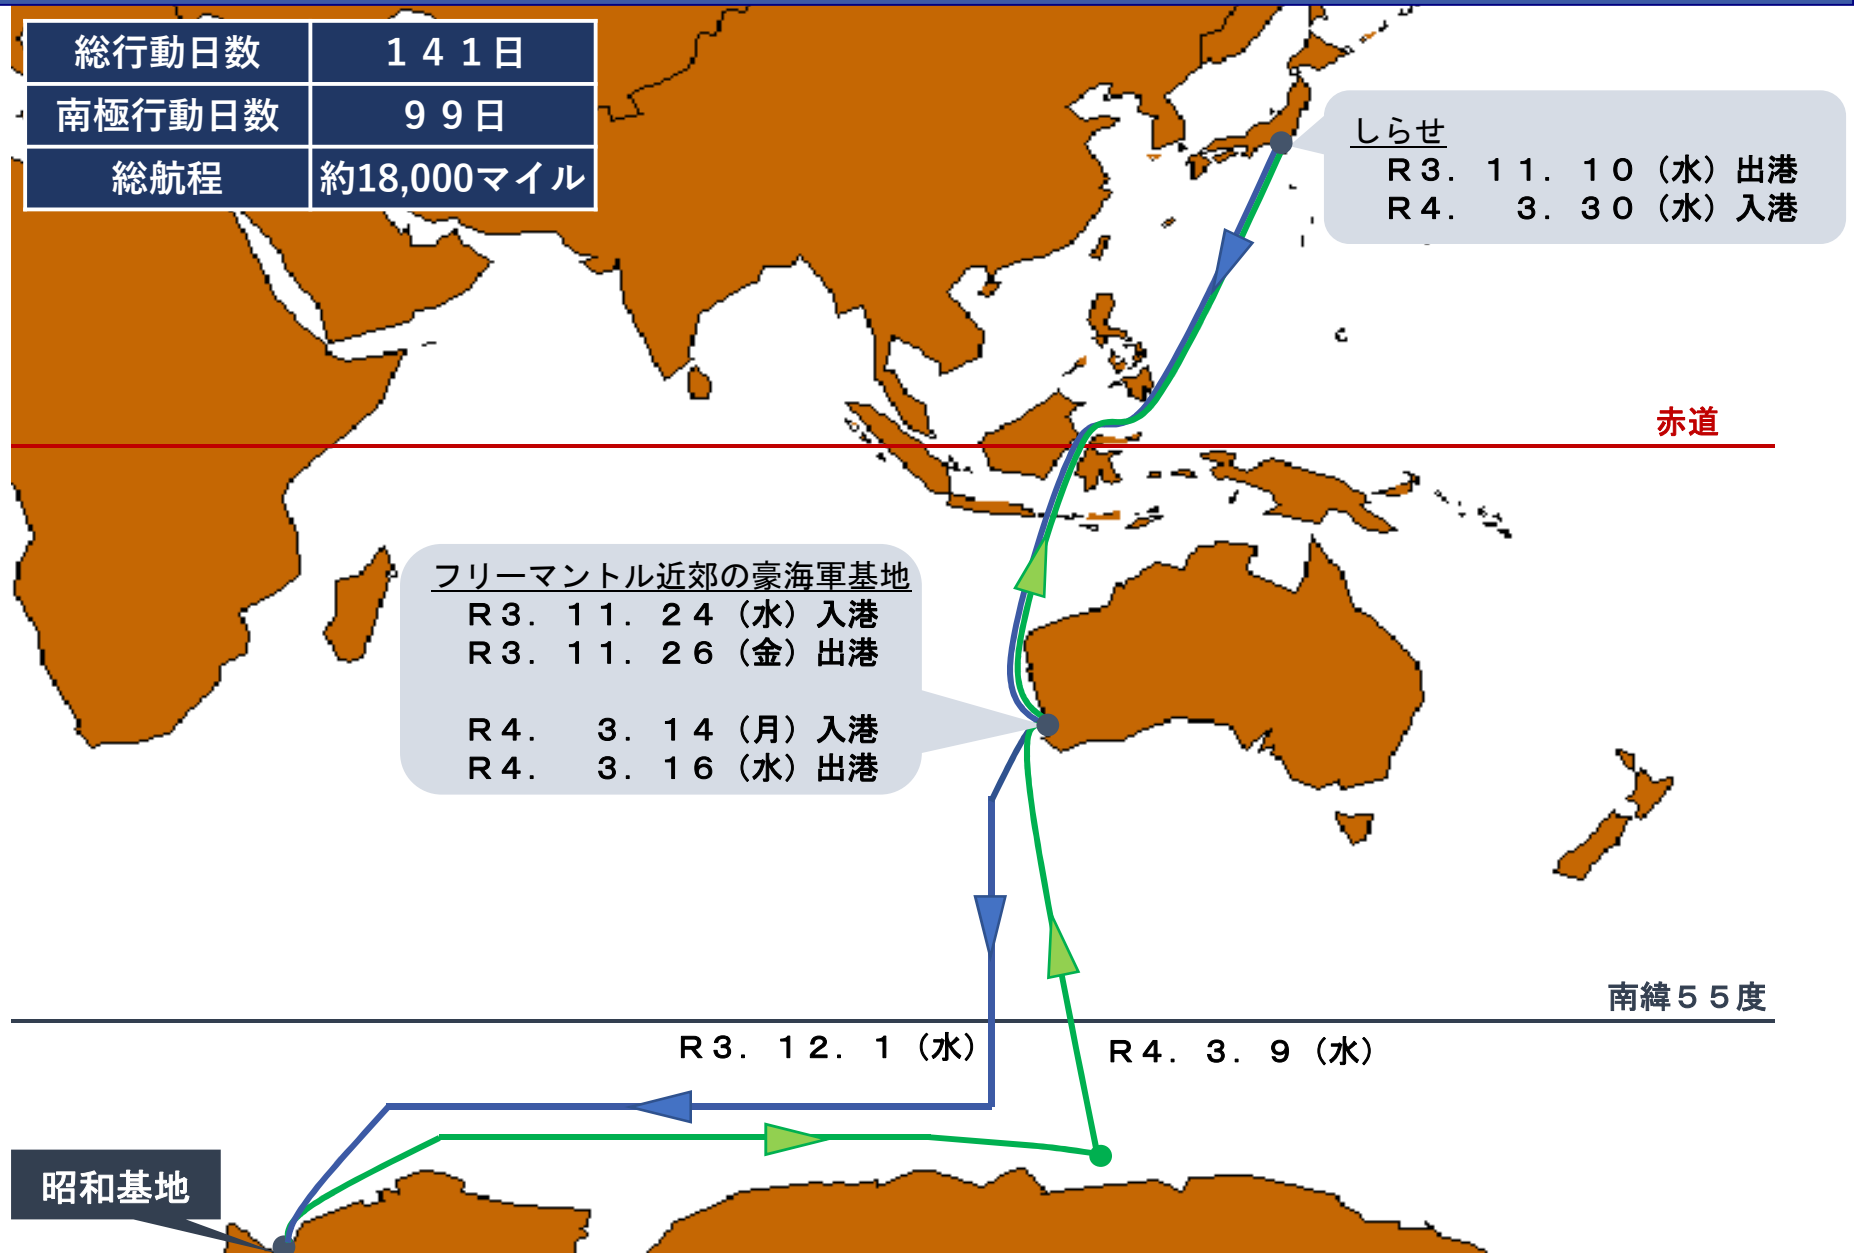 総行動日数 １４１日
南極行動日数 ９９日
総航程 約18,000マイル
しらせ
Ｒ３．１１．１０（水）出港
Ｒ４．　３．３０（水）入港
赤道
フリーマントル近郊の豪海軍基地
Ｒ３．１１．２４（水）入港
Ｒ３．１１．２６（金）出港
Ｒ４．　３．１４（月）入港
Ｒ４．　３．１６（水）出港
南緯５５度
Ｒ３．１２．１（水）
Ｒ４．３．９（水）
昭和基地